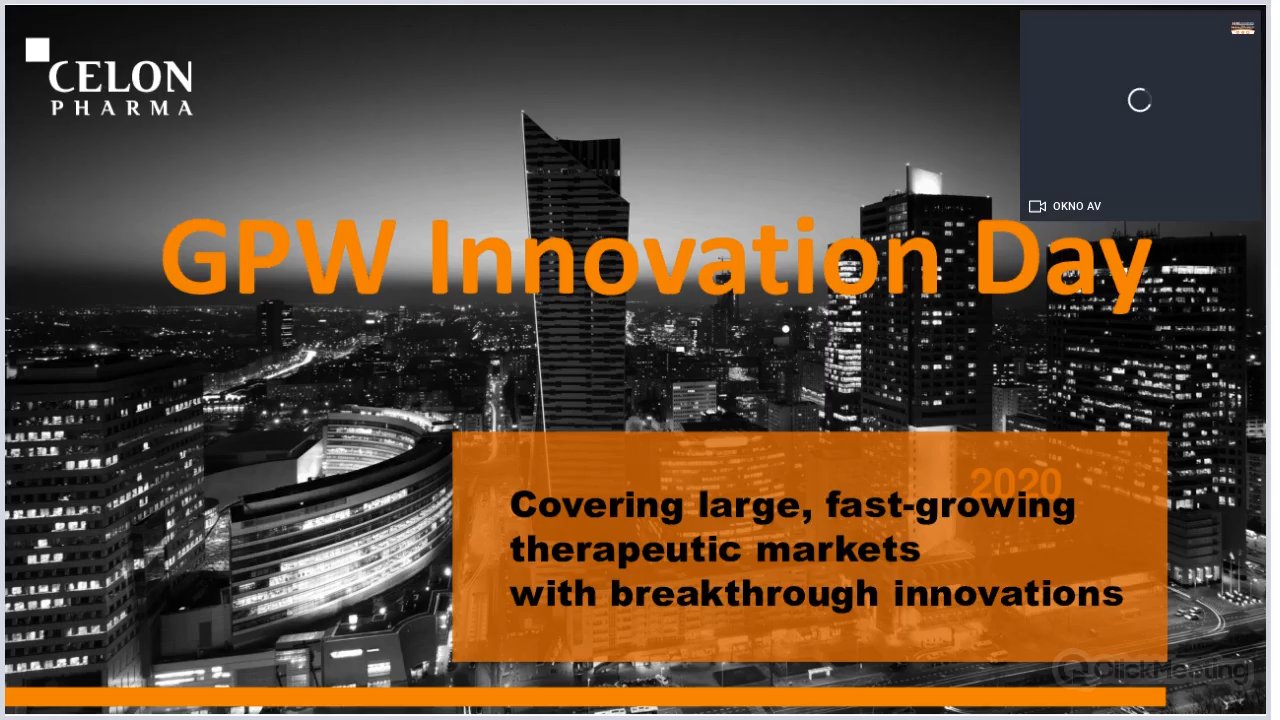 CELON
PHARMA
OKNO AV
GPW Innovation Day
2020
Covering large, fast-growing
therapeutic markets
with breakthrough innovations
ClickMeeting